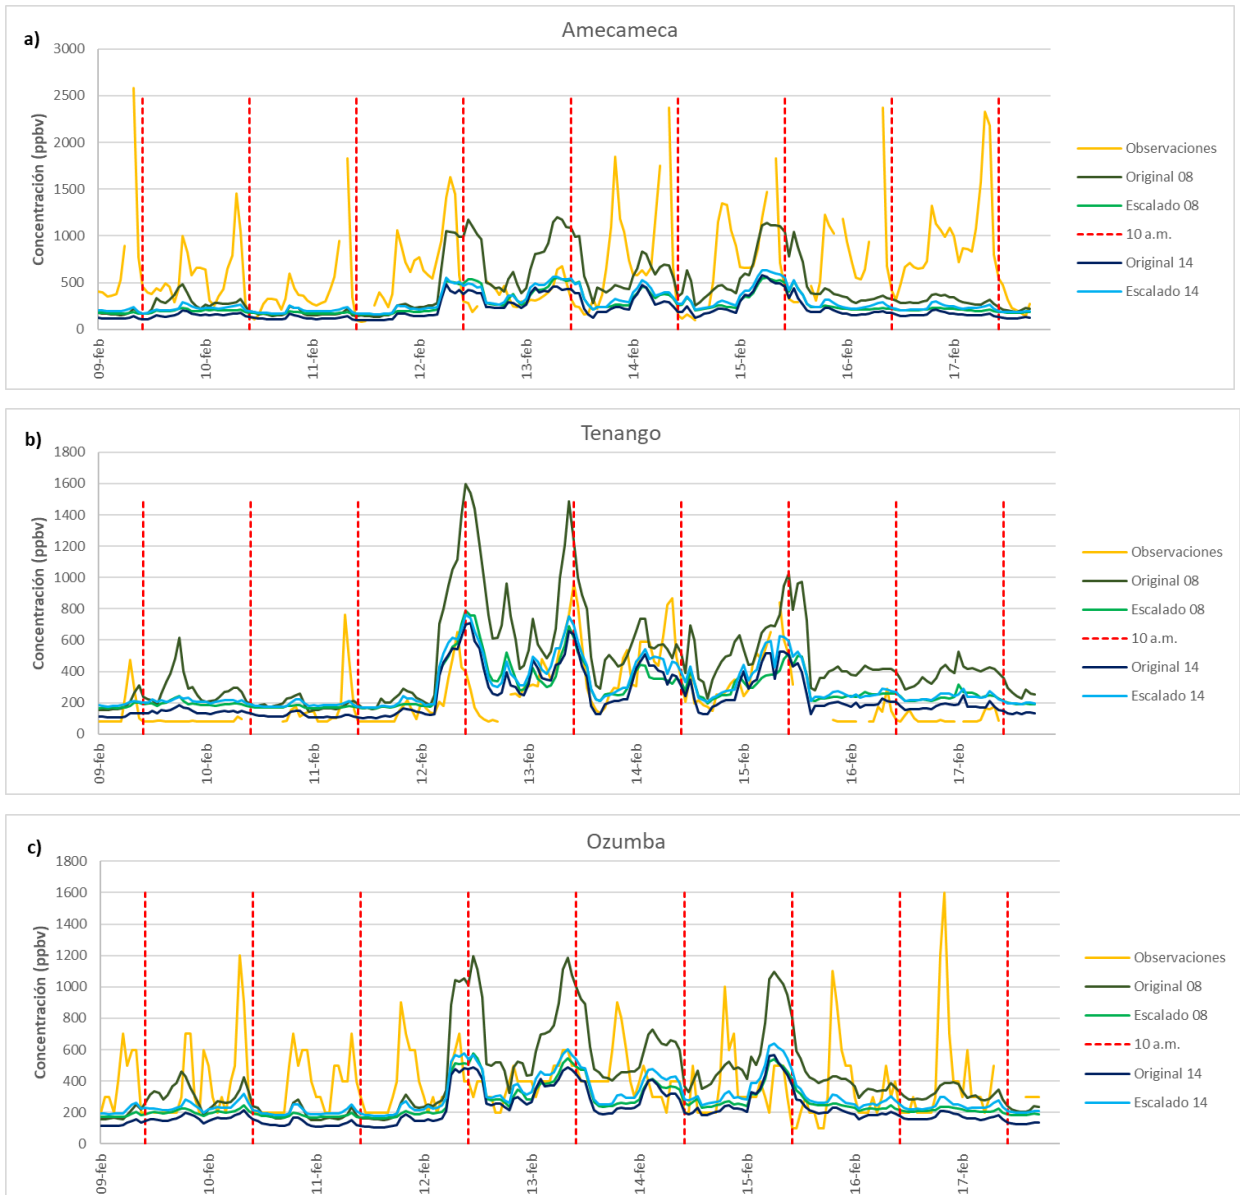 a)
Amecameca
Concentración (ppbv)
3000
2500
2000
1500
1000
500
0
09-feb
10-feb
11-feb
12-feb
13-feb
14-feb
15-feb
16-feb
17-feb
Observaciones
Original 08
Escalado 08
10 a.m.
Original 14
Escalado 14
b)
Tenango
Concentración (ppbv)
1800
1600
1400
1200
1000
800
600
400
200
0
09-feb
10-feb
11-feb
12-feb
13-feb
14-feb
15-feb
16-feb
17-feb
Observaciones
Original 08
Escalado 08
10 a.m.
Original 14
Escalado 14
c)
Ozumba
Concentración (ppbv)
1800
1600
1400
1200
1000
800
600
400
200
0
09-feb
10-feb
11-feb
12-feb
13-feb
14-feb
15-feb
16-feb
17-feb
Observaciones
Original 08
Escalado 08
10 a.m.
Original 14
Escalado 14